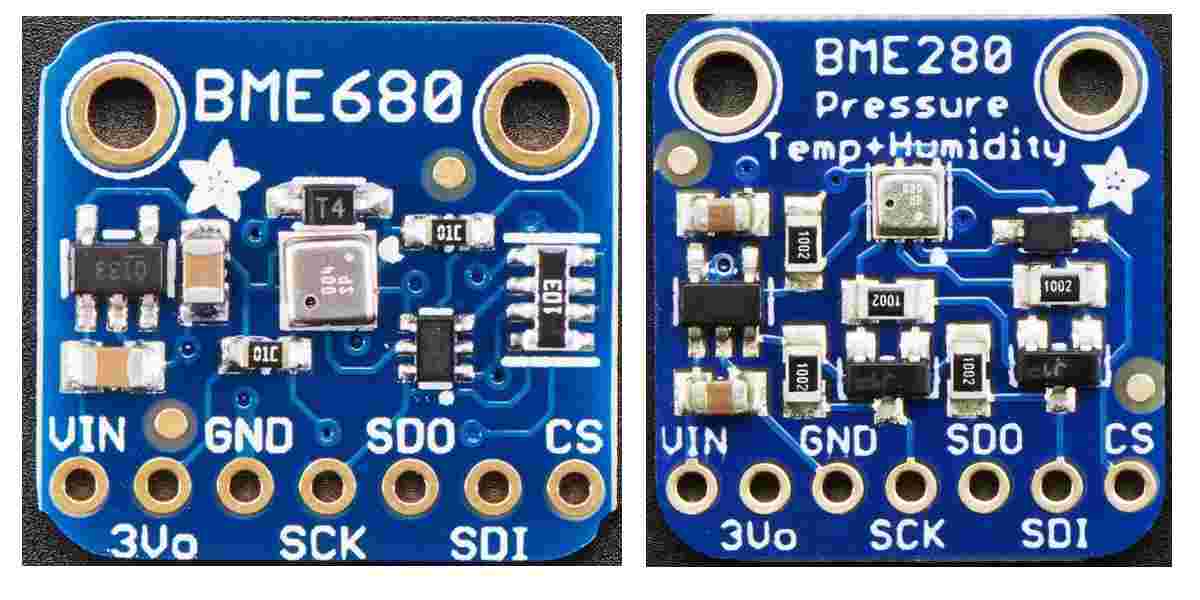 BME680
T4
01C
103
01C
VIN GND SDO CS
3Vo SCK SDI
BME280
Pressure
Temp+Humidity
1002
1002
1002
1002
1002
VIN GND SDO CS
3Vo SCK SDI